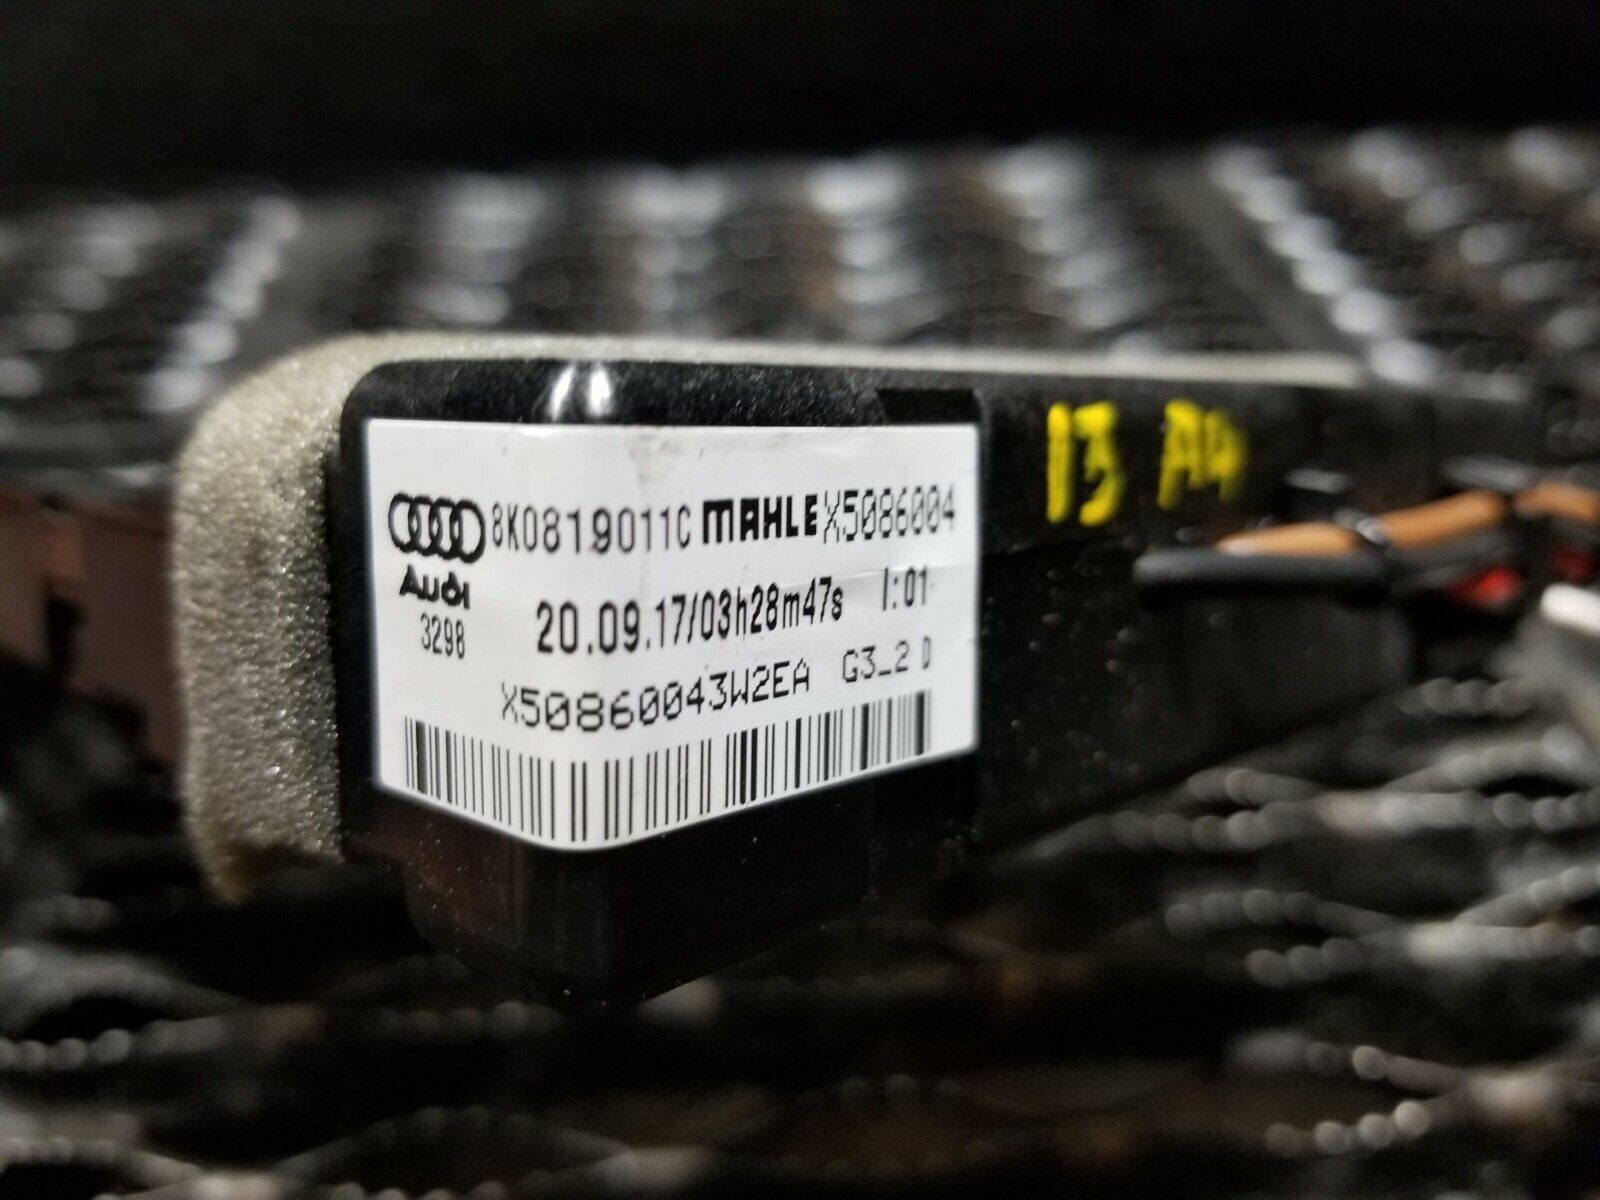 8K0819011C MAHLE X5086004
Audi
3298
20.09.17/03h28m47s I:01
X50860043W2EA G3_2 D
13 A4